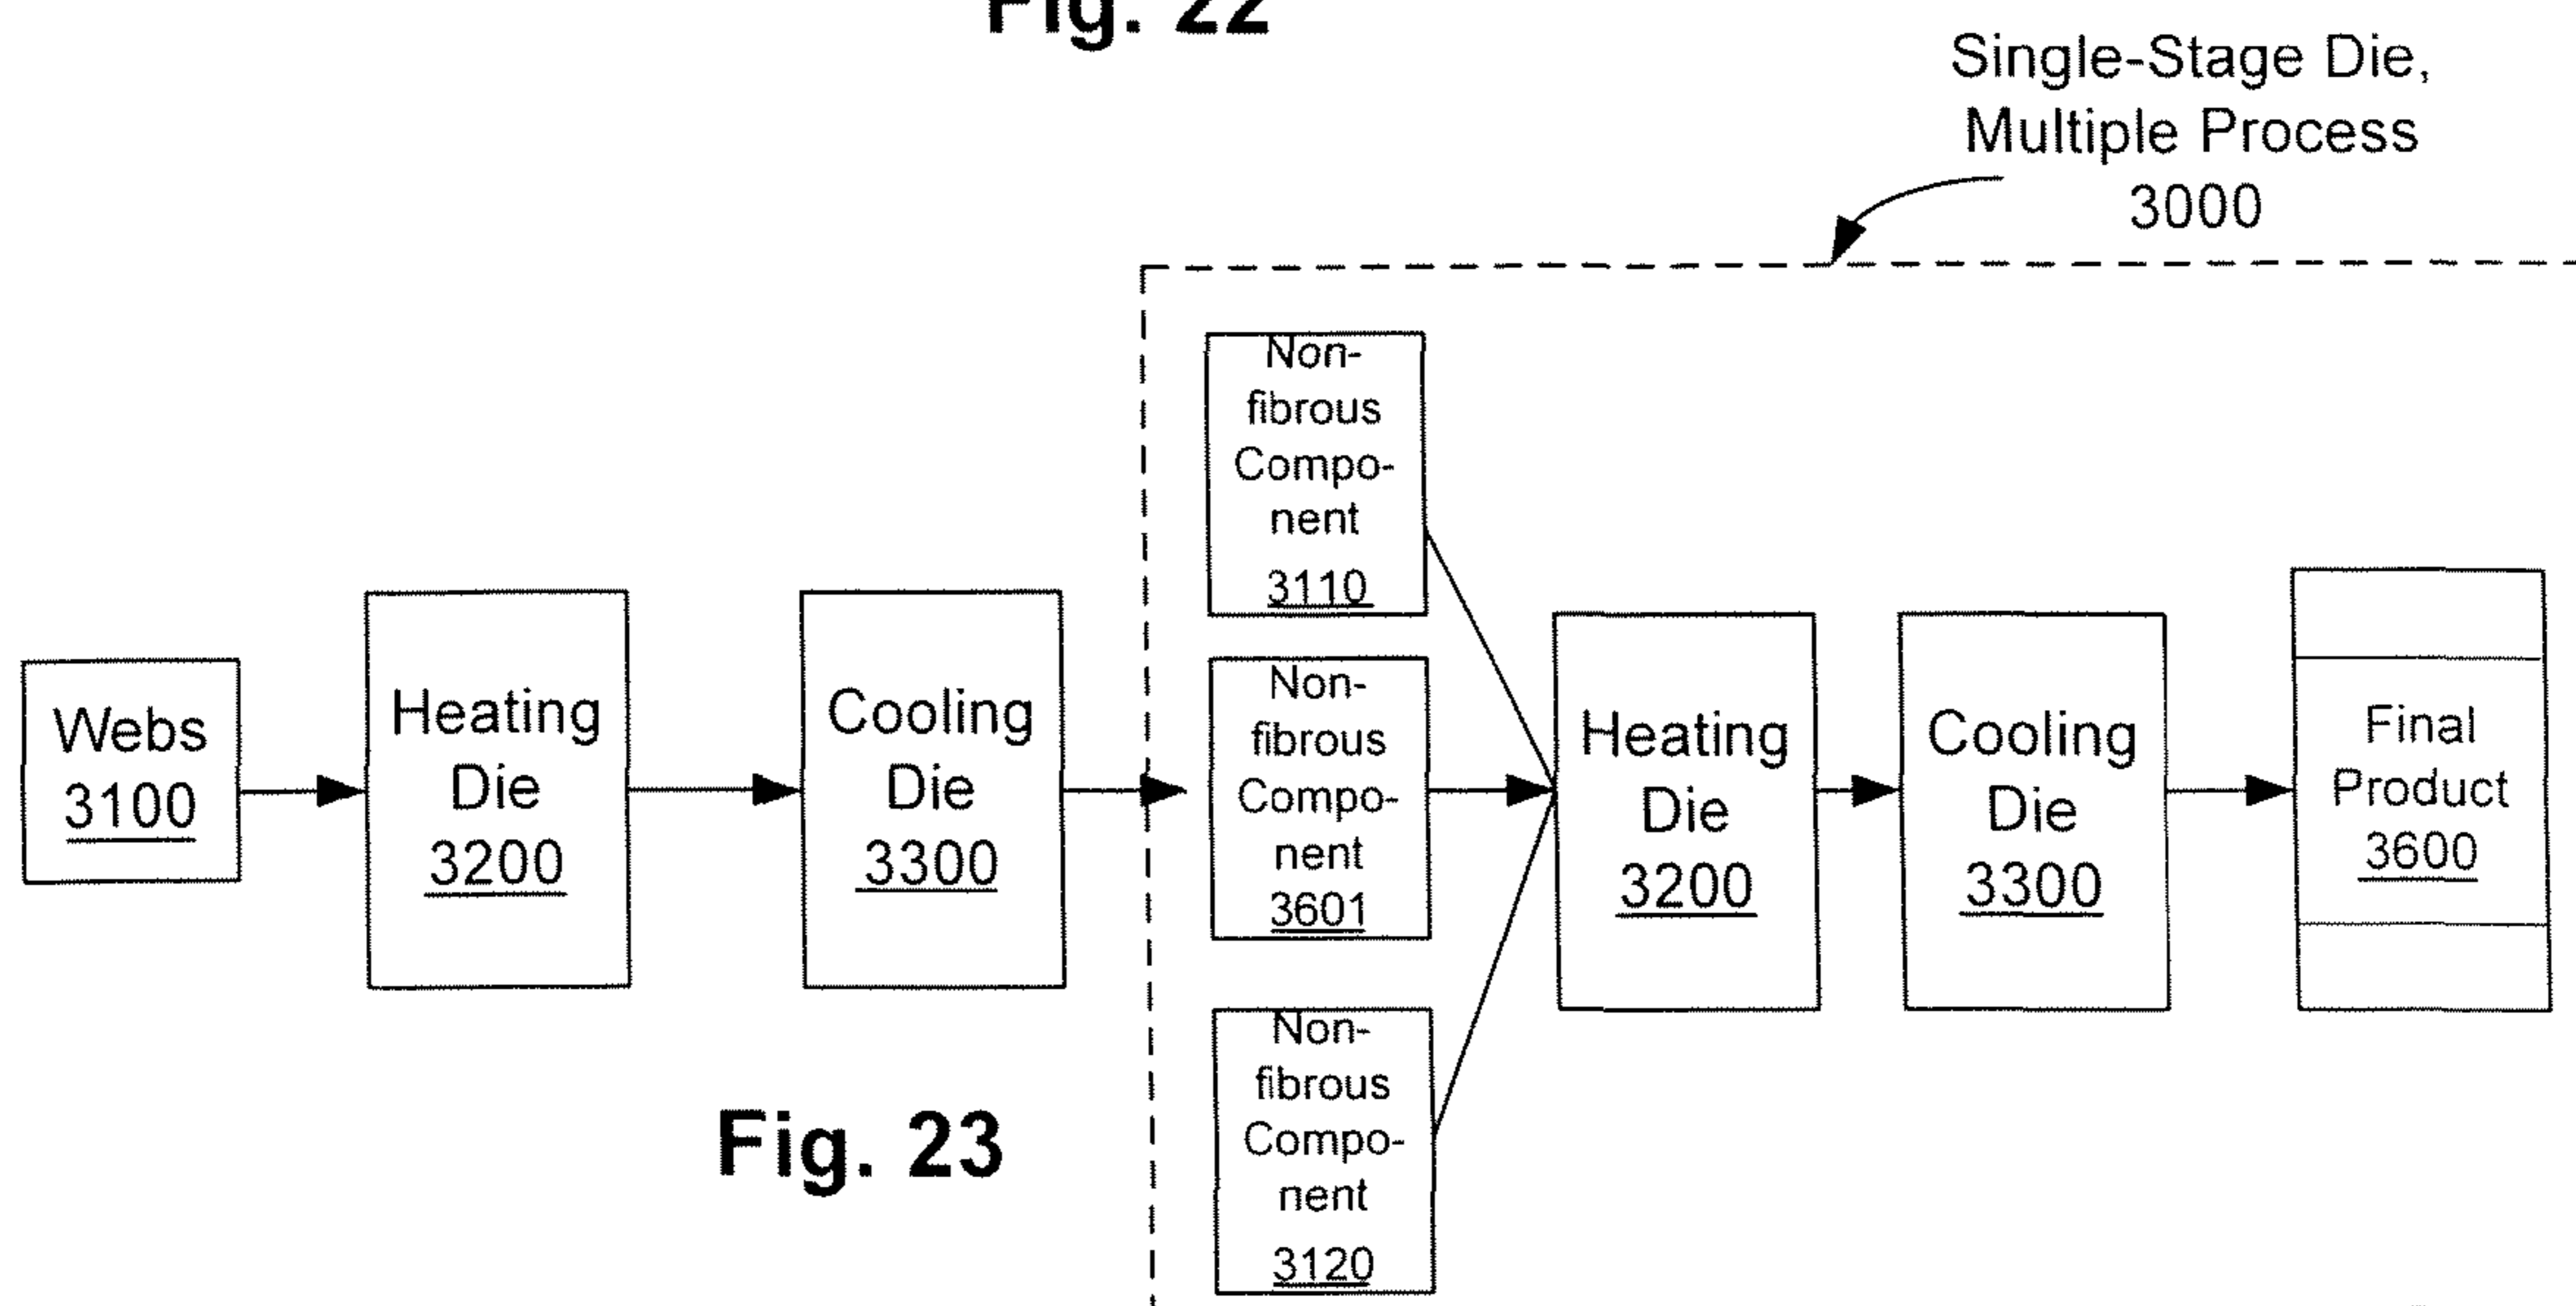 Fig. 22
Single-Stage Die,
Multiple Process
3000
Webs
3100
Heating
Die
3200
Cooling
Die
3300
Non-
fibrous
Compo-
nent
3110
Non-
fibrous
Compo-
nent
3601
Non-
fibrous
Compo-
nent
3120
Heating
Die
3200
Cooling
Die
3300
Final
Product
3600
Fig. 23